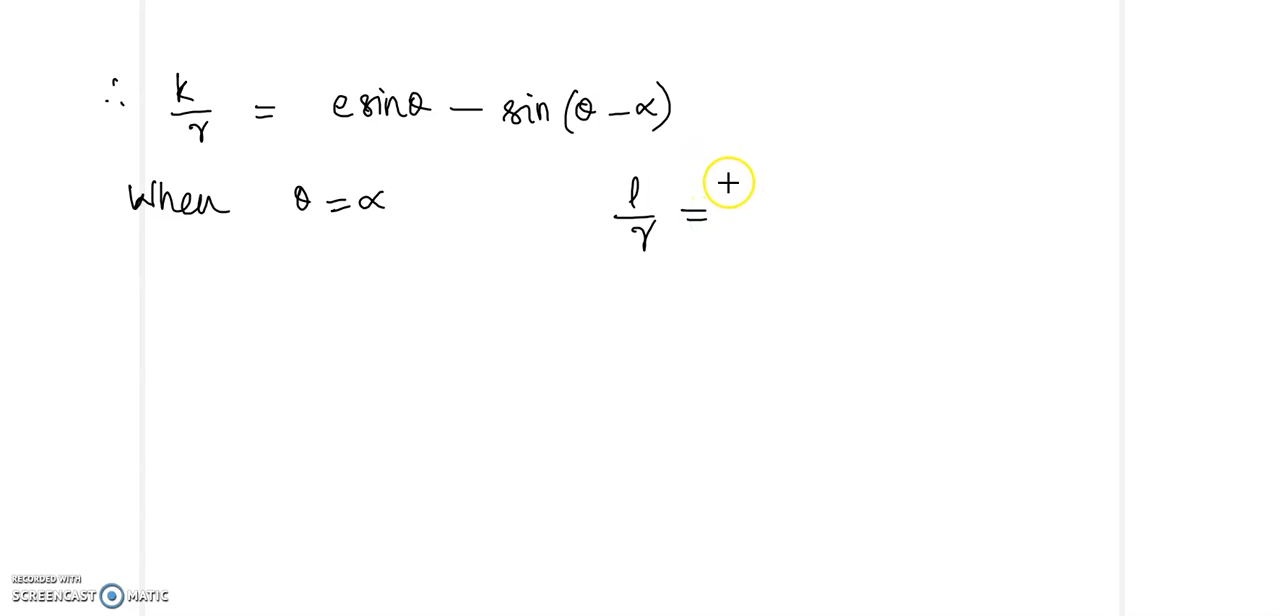 ∴ k/r = e sinθ − sin(θ − α)
When θ = α l/r =
RECORDED WITH
SCREENCAST MATIC